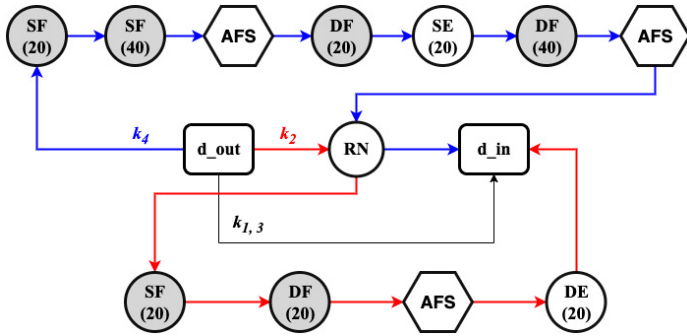 SF
(20)
SF
(40)
AFS
DF
(20)
SE
(20)
DF
(40)
AFS
k4
d_out
k2
RN
d_in
k1, 3
SF
(20)
DF
(20)
AFS
DE
(20)